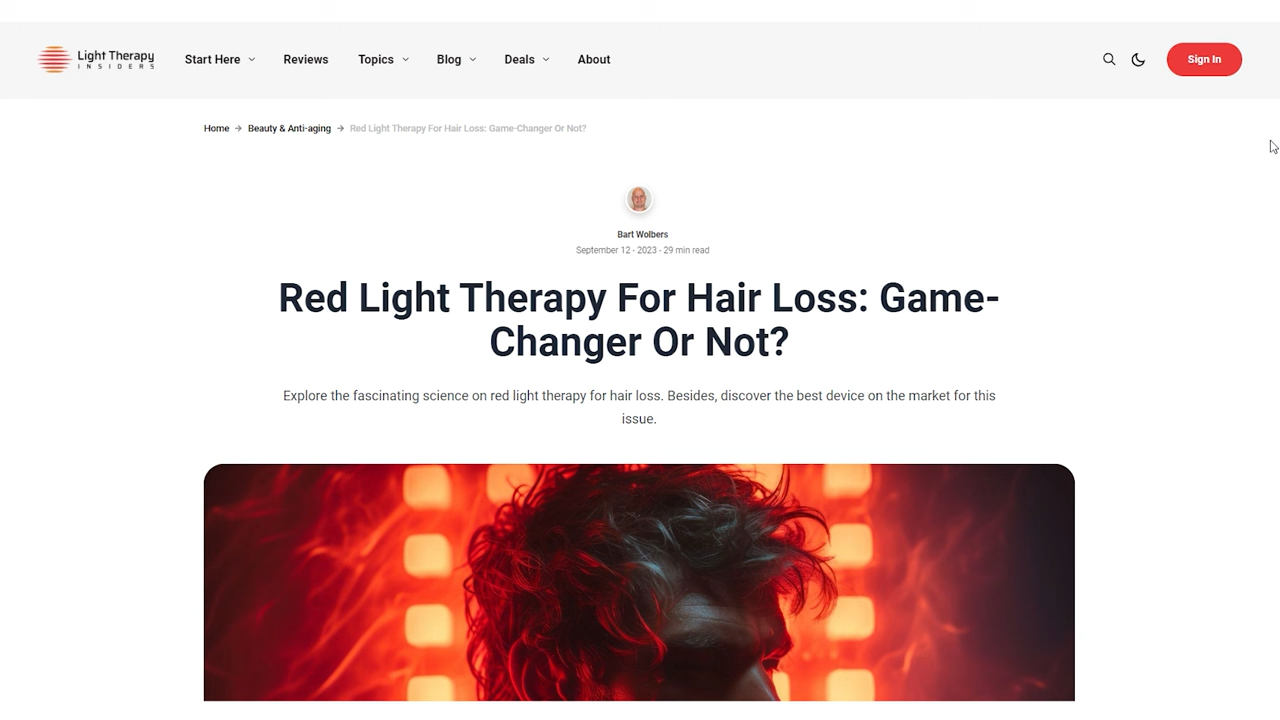 Light Therapy
INSIDERS
Start Here
Reviews
Topics
Blog
Deals
About
Sign In
Home → Beauty & Anti-aging → Red Light Therapy For Hair Loss: Game-Changer Or Not?
Bart Wolbers
September 12 - 2023 - 29 min read
Red Light Therapy For Hair Loss: Game-
Changer Or Not?
Explore the fascinating science on red light therapy for hair loss. Besides, discover the best device on the market for this
issue.